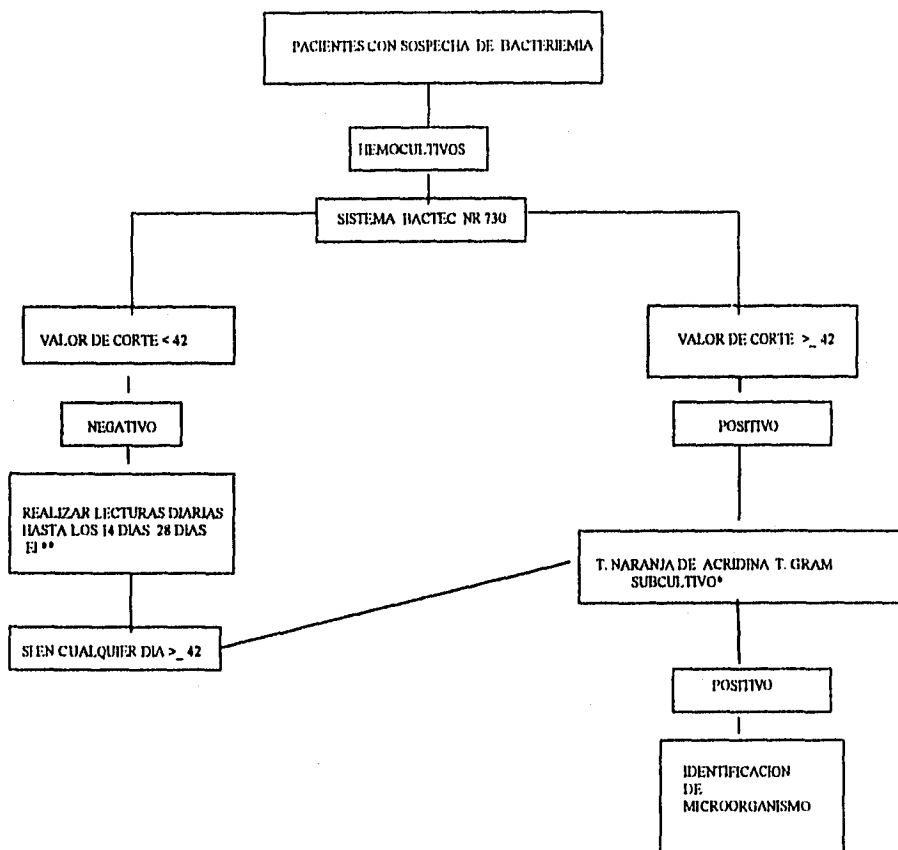 PACIENTES CON SOSPECHA DE BACTERIEMIA
HEMOCULTIVOS
SISTEMA BACTEC NR 730
VALOR DE CORTE < 42
VALOR DE CORTE >_ 42
NEGATIVO
POSITIVO
REALIZAR LECTURAS DIARIAS
HASTA LOS 14 DIAS 28 DIAS
EI **
T. NARANJA DE ACRIDINA T. GRAM
SUBCULTIVO*
SI EN CUALQUIER DIA >_ 42
POSITIVO
IDENTIFICACION
DE
MICROORGANISMO